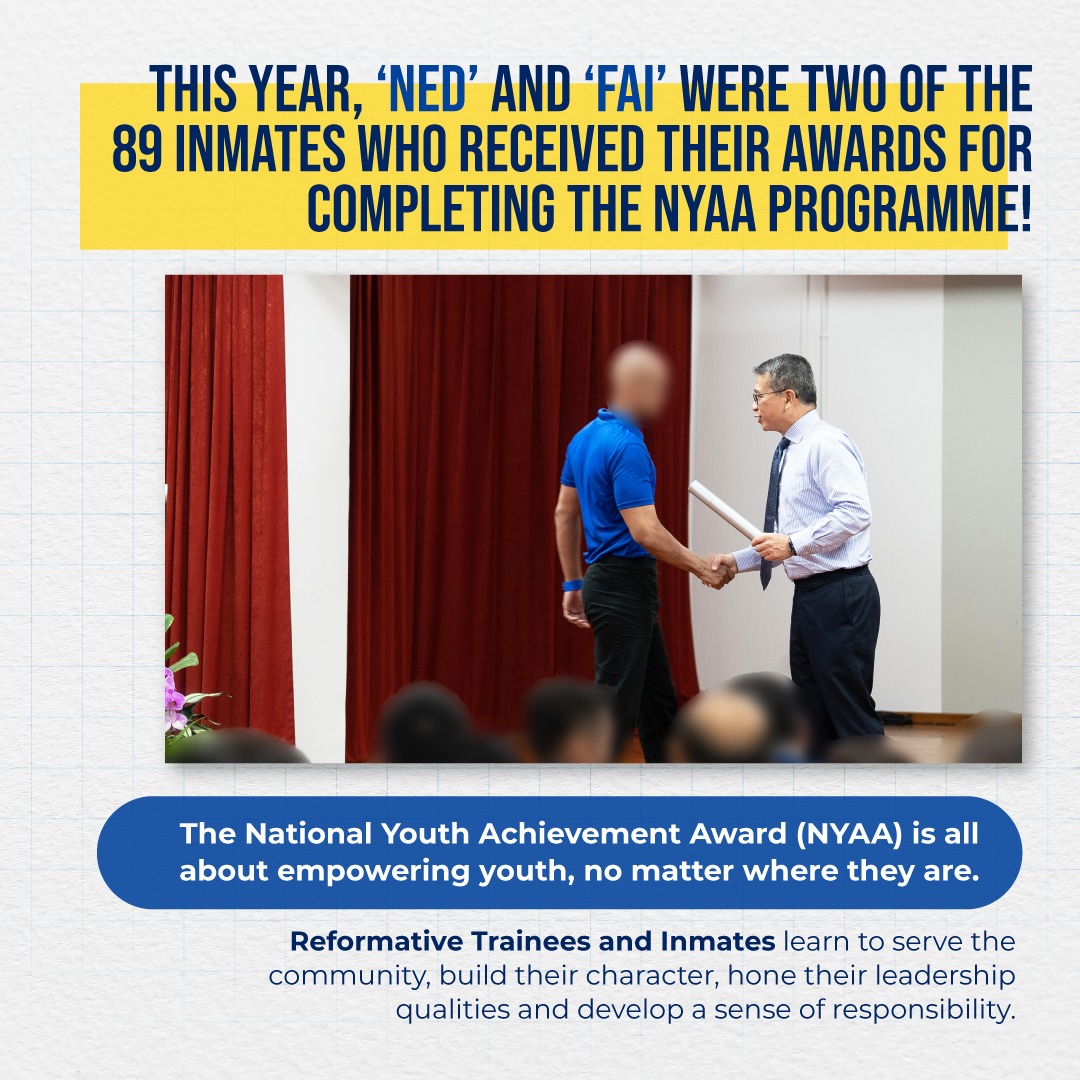 THIS YEAR, ‘NED’ AND ‘FAI’ WERE TWO OF THE
89 INMATES WHO RECEIVED THEIR AWARDS FOR
COMPLETING THE NYAA PROGRAMME!
The National Youth Achievement Award (NYAA) is all
about empowering youth, no matter where they are.
Reformative Trainees and Inmates learn to serve the
community, build their character, hone their leadership
qualities and develop a sense of responsibility.